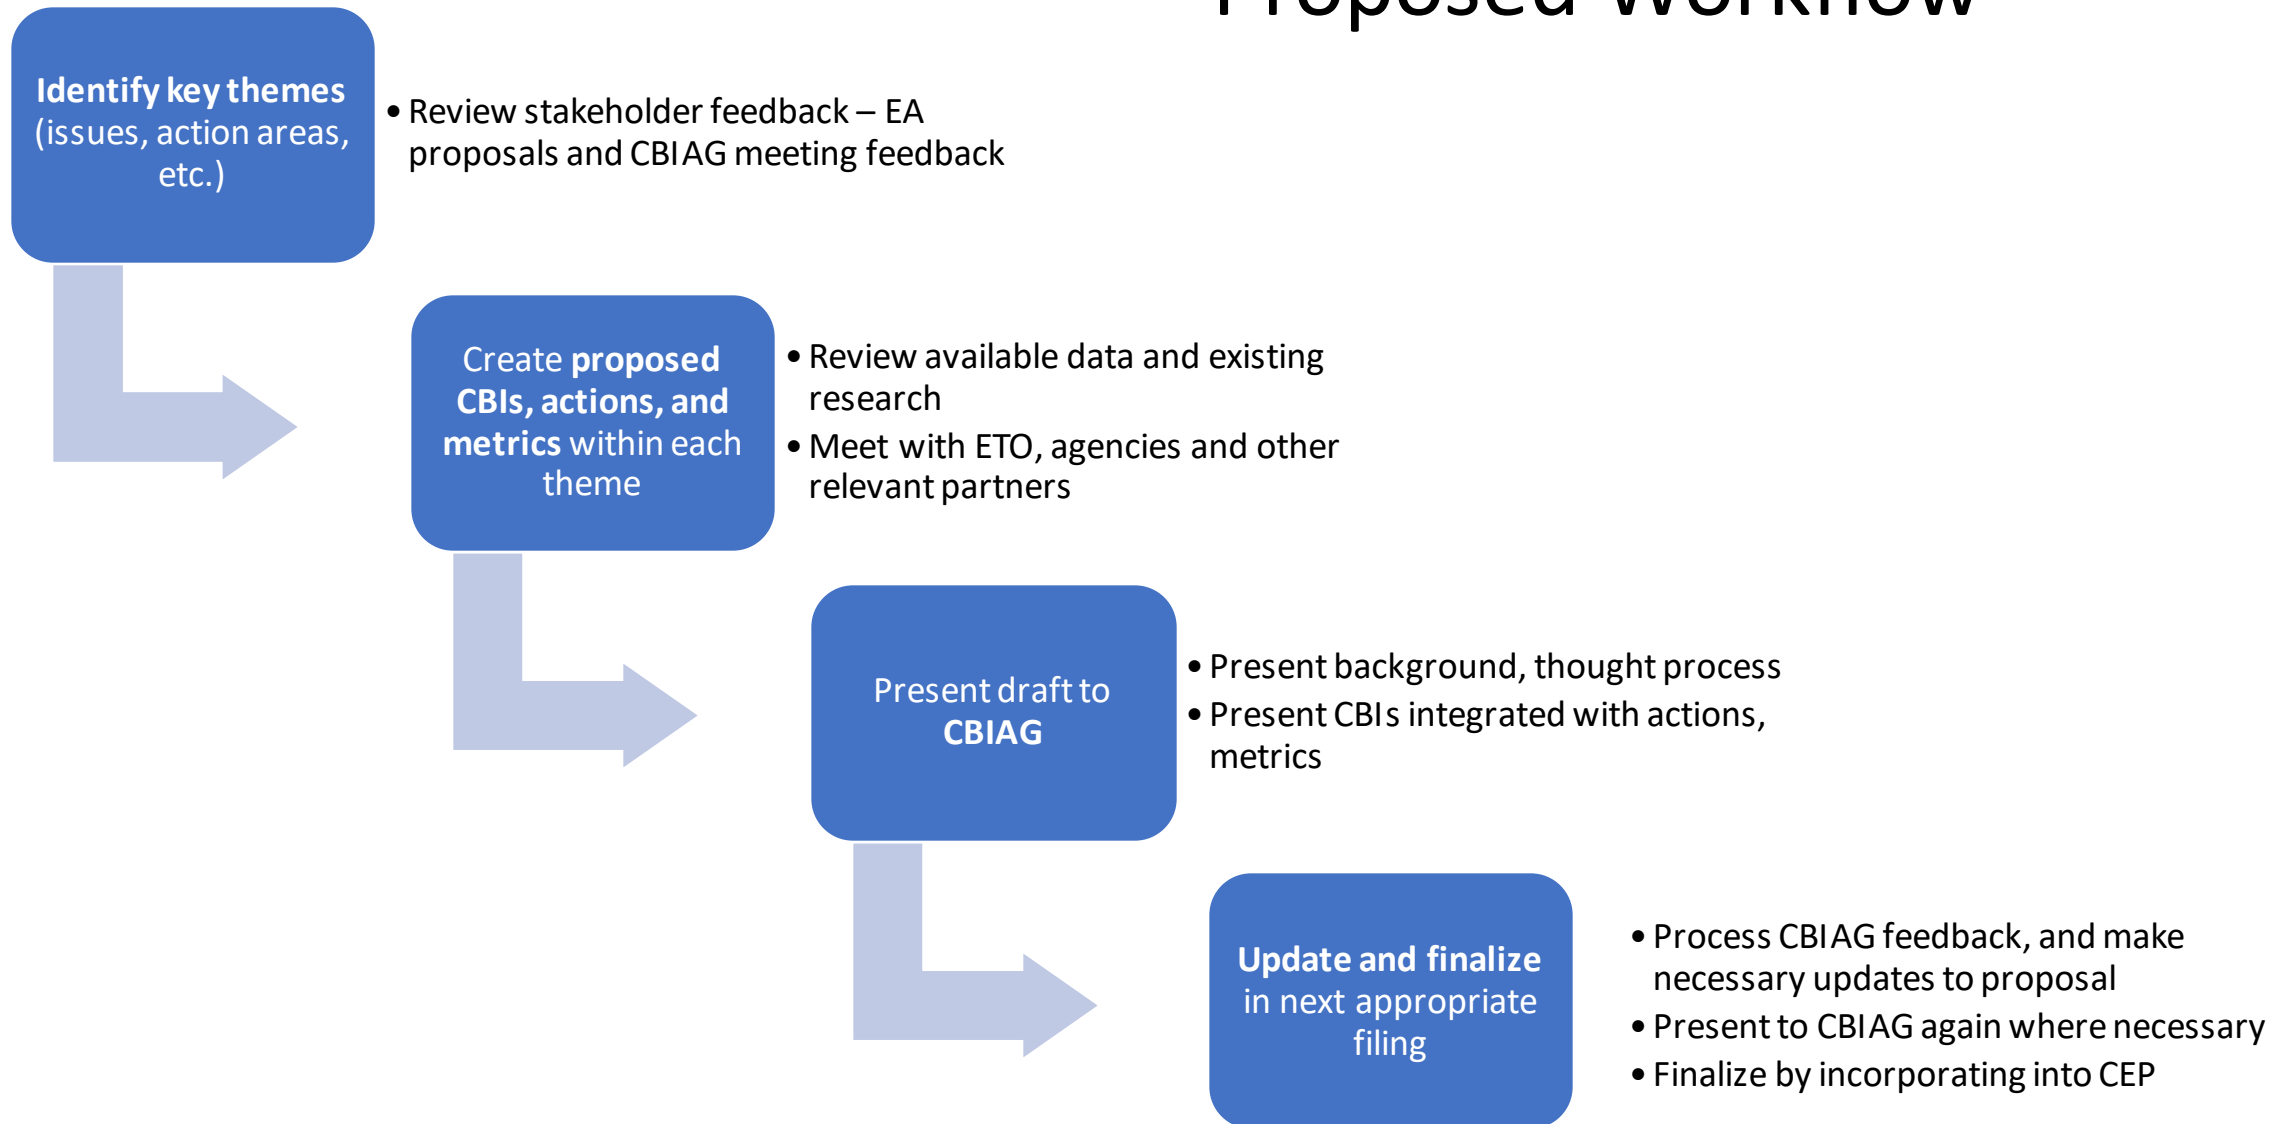 Proposed Workflow
Identify key themes
(issues, action areas,
etc.)
• Review stakeholder feedback – EA
proposals and CBIAG meeting feedback
Create proposed
CBIs, actions, and
metrics within each
theme
• Review available data and existing
research
• Meet with ETO, agencies and other
relevant partners
Present draft to
CBIAG
• Present background, thought process
• Present CBIs integrated with actions,
metrics
Update and finalize
in next appropriate
filing
• Process CBIAG feedback, and make
necessary updates to proposal
• Present to CBIAG again where necessary
• Finalize by incorporating into CEP